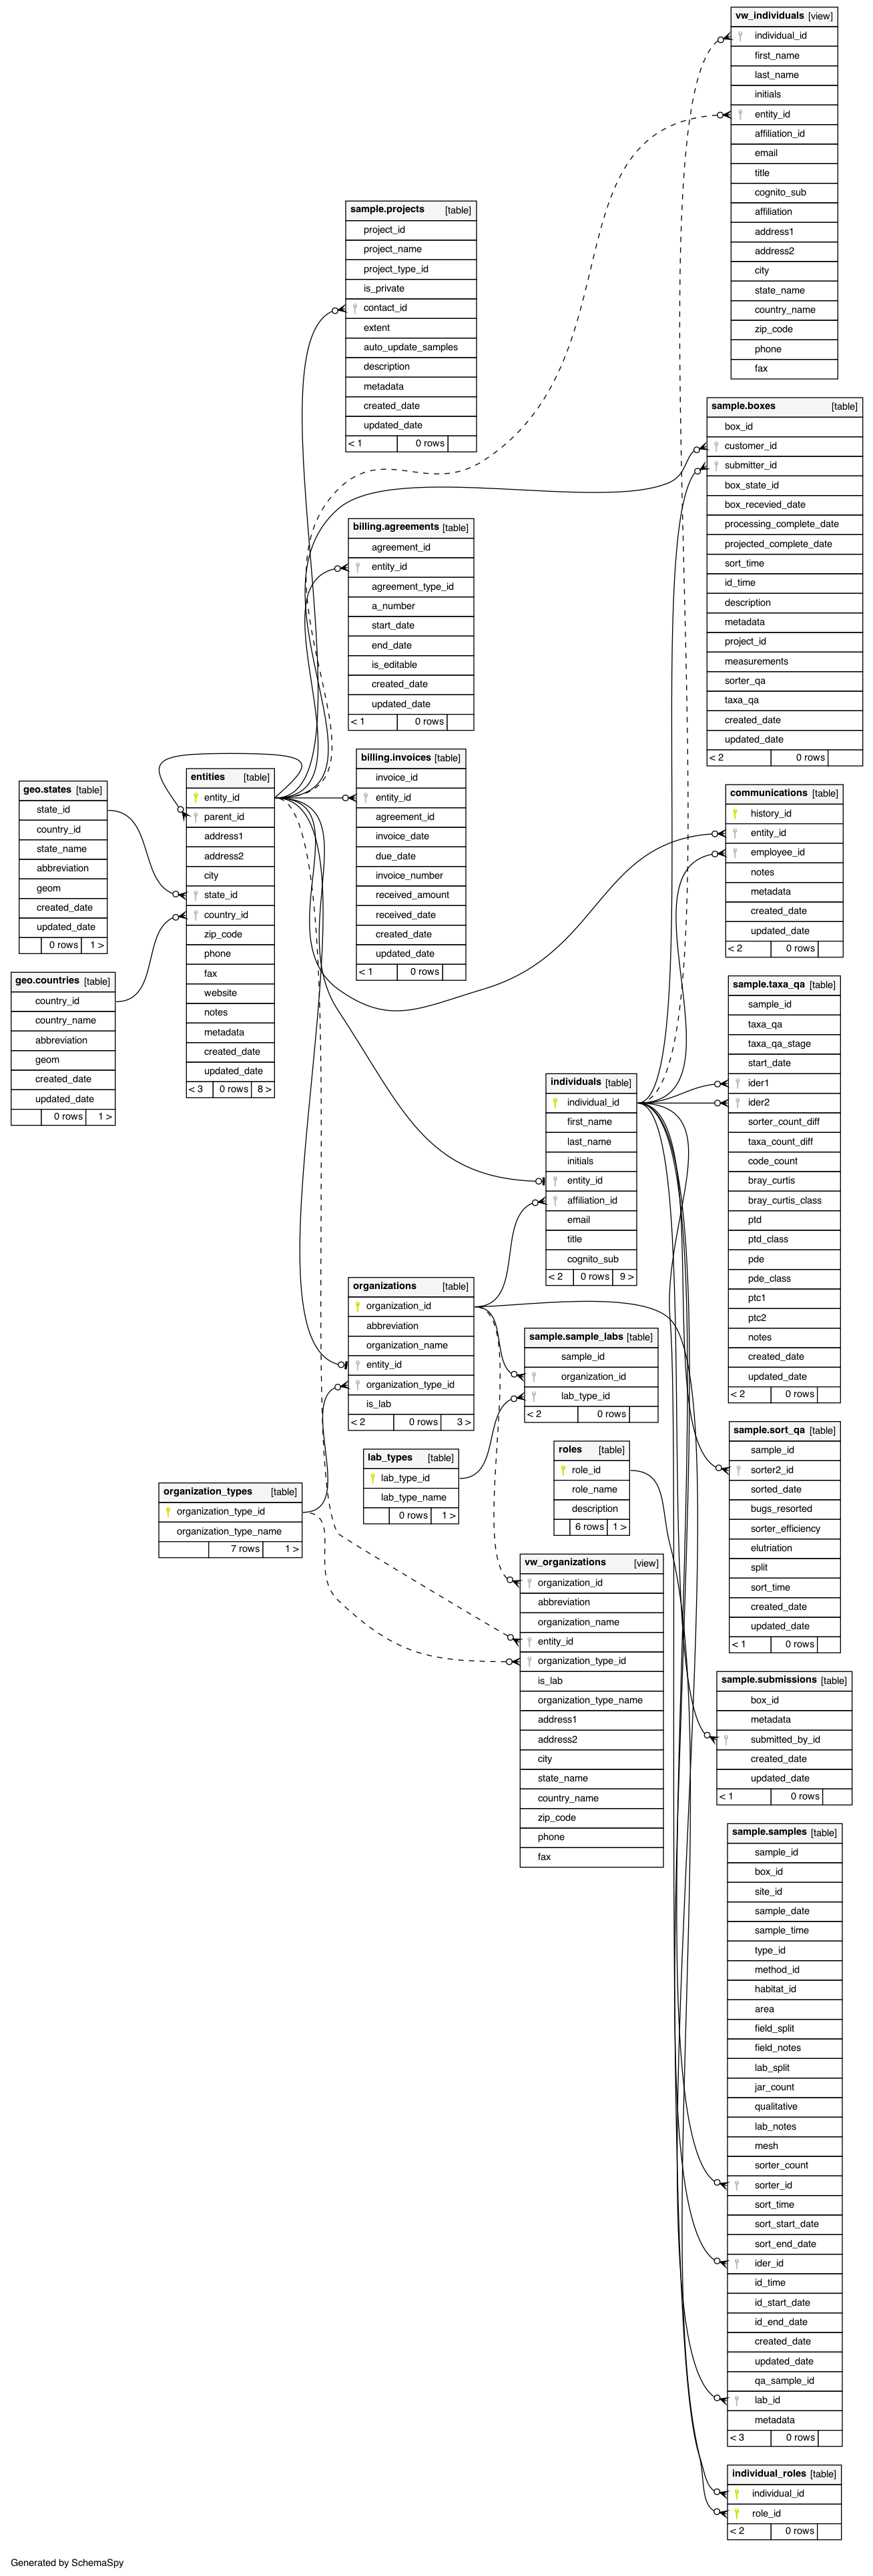 vw_individuals [view]
individual_id
first_name
last_name
initials
entity_id
affiliation_id
email
title
cognito_sub
affiliation
address1
address2
city
state_name
country_name
zip_code
phone
fax
sample.projects [table]
project_id
project_name
project_type_id
is_private
contact_id
extent
auto_update_samples
description
metadata
created_date
updated_date
< 1 0 rows
sample.boxes [table]
box_id
customer_id
submitter_id
box_state_id
box_recevied_date
processing_complete_date
projected_complete_date
sort_time
id_time
description
metadata
project_id
measurements
sorter_qa
taxa_qa
created_date
updated_date
< 2 0 rows
billing.agreements [table]
agreement_id
entity_id
agreement_type_id
a_number
start_date
end_date
is_editable
created_date
updated_date
< 1 0 rows
billing.invoices [table]
invoice_id
entity_id
agreement_id
invoice_date
due_date
invoice_number
received_amount
received_date
created_date
updated_date
< 1 0 rows
entities [table]
entity_id
parent_id
address1
address2
city
state_id
country_id
zip_code
phone
fax
website
notes
metadata
created_date
updated_date
< 3 0 rows 8 >
geo.states [table]
state_id
country_id
state_name
abbreviation
geom
created_date
updated_date
0 rows 1 >
geo.countries [table]
country_id
country_name
abbreviation
geom
created_date
updated_date
0 rows 1 >
communications [table]
history_id
entity_id
employee_id
notes
metadata
created_date
updated_date
< 2 0 rows
sample.taxa_qa [table]
sample_id
taxa_qa
taxa_qa_stage
start_date
ider1
ider2
sorter_count_diff
taxa_count_diff
code_count
bray_curtis
bray_curtis_class
ptd
ptd_class
pde
pde_class
ptc1
ptc2
notes
created_date
updated_date
< 2 0 rows
individuals [table]
individual_id
first_name
last_name
initials
entity_id
affiliation_id
email
title
cognito_sub
< 2 0 rows 9 >
organizations [table]
organization_id
abbreviation
organization_name
entity_id
organization_type_id
is_lab
< 2 0 rows 3 >
sample.sample_labs [table]
sample_id
organization_id
lab_type_id
< 2 0 rows
sample.sort_qa [table]
sample_id
sorter2_id
sorted_date
bugs_resorted
sorter_efficiency
elutriation
split
sort_time
created_date
updated_date
< 1 0 rows
roles [table]
role_id
role_name
description
6 rows 1 >
lab_types [table]
lab_type_id
lab_type_name
0 rows 1 >
organization_types [table]
organization_type_id
organization_type_name
7 rows 1 >
vw_organizations [view]
organization_id
abbreviation
organization_name
entity_id
organization_type_id
is_lab
organization_type_name
address1
address2
city
state_name
country_name
zip_code
phone
fax
sample.submissions [table]
box_id
metadata
submitted_by_id
created_date
updated_date
< 1 0 rows
sample.samples [table]
sample_id
box_id
site_id
sample_date
sample_time
type_id
method_id
habitat_id
area
field_split
field_notes
lab_split
jar_count
qualitative
lab_notes
mesh
sorter_count
sorter_id
sort_time
sort_start_date
sort_end_date
ider_id
id_time
id_start_date
id_end_date
created_date
updated_date
qa_sample_id
lab_id
metadata
< 3 0 rows
individual_roles [table]
individual_id
role_id
< 2 0 rows
Generated by SchemaSpy